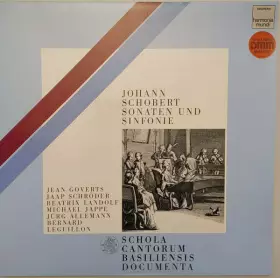 harmonia
mundi
JOHANN
SCHOBERT
SONATEN UND
SINFONIE
JEAN GOVERTS
JAAP SCHRÖDER
BEATRIX LANDOLF
MICHAEL JAPPE
JÜRG ALLEMANN
BERNARD
LEGUILLON
SCHOLA
CANTORUM
BASILIENSIS
DOCUMENTA